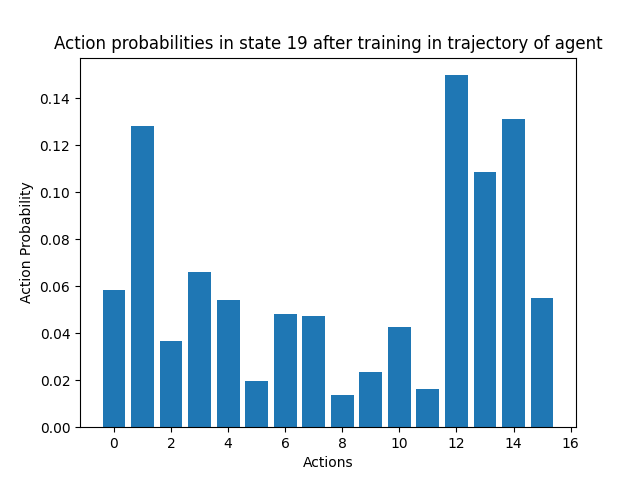 Action probabilities in state 19 after training in trajectory of agent
0.14
0.12
0.10
0.08
0.06
0.04
0.02
0.00
Action Probability
0 2 4 6 8 10 12 14 16
Actions